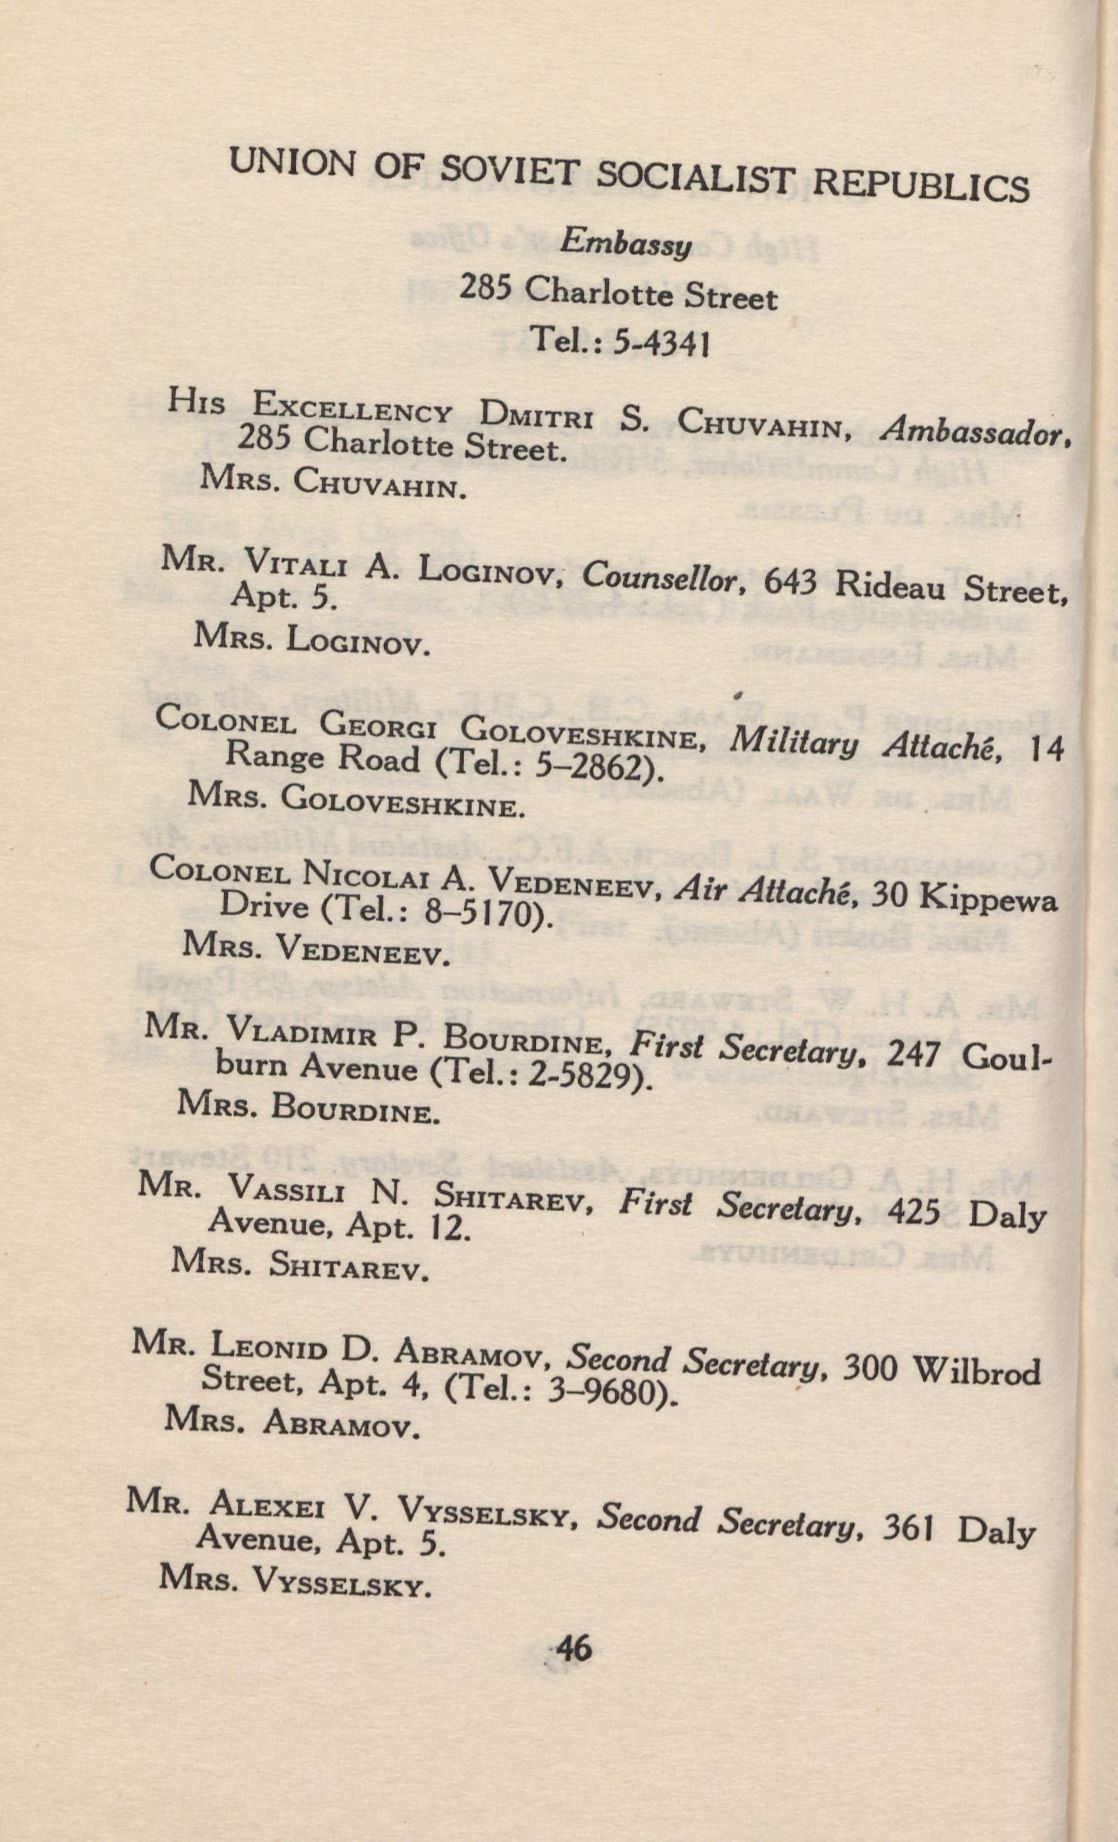 UNION OF SOVIET SOCIALIST REPUBLICS
Embassy
285 Charlotte Street
Tel.: 5-4341
HIS EXCELLENCY DMITRI S. CHUVAHIN, Ambassador,
285 Charlotte Street.
MRS. CHUVAHIN.
MR. VITALI A. LOGINOV, Counsellor, 643 Rideau Street,
Apt. 5.
MRS. LOGINOV.
COLONEL GEORGI GOLOVESHKINE, Military Attaché, 14
Range Road (Tel.: 5–2862).
MRS. GOLOVESHKINE.
COLONEL NICOLAI A. VEDENEEV, Air Attaché, 30 Kippewa
Drive (Tel.: 8–5170).
MRS. VEDENEEV.
MR. VLADIMIR P. BOURDINE, First Secretary, 247 Goul-
burn Avenue (Tel.: 2-5829).
MRS. BOURDINE.
MR. VASSILI N. SHITAREV, First Secretary, 425 Daly
Avenue, Apt. 12.
MRS. SHITAREV.
MR. LEONID D. ABRAMOV, Second Secretary, 300 Wilbrod
Street, Apt. 4, (Tel.: 3–9680).
MRS. ABRAMOV.
MR. ALEXEI V. VYSSELSKY, Second Secretary, 361 Daly
Avenue, Apt. 5.
MRS. VYSSELSKY.
46